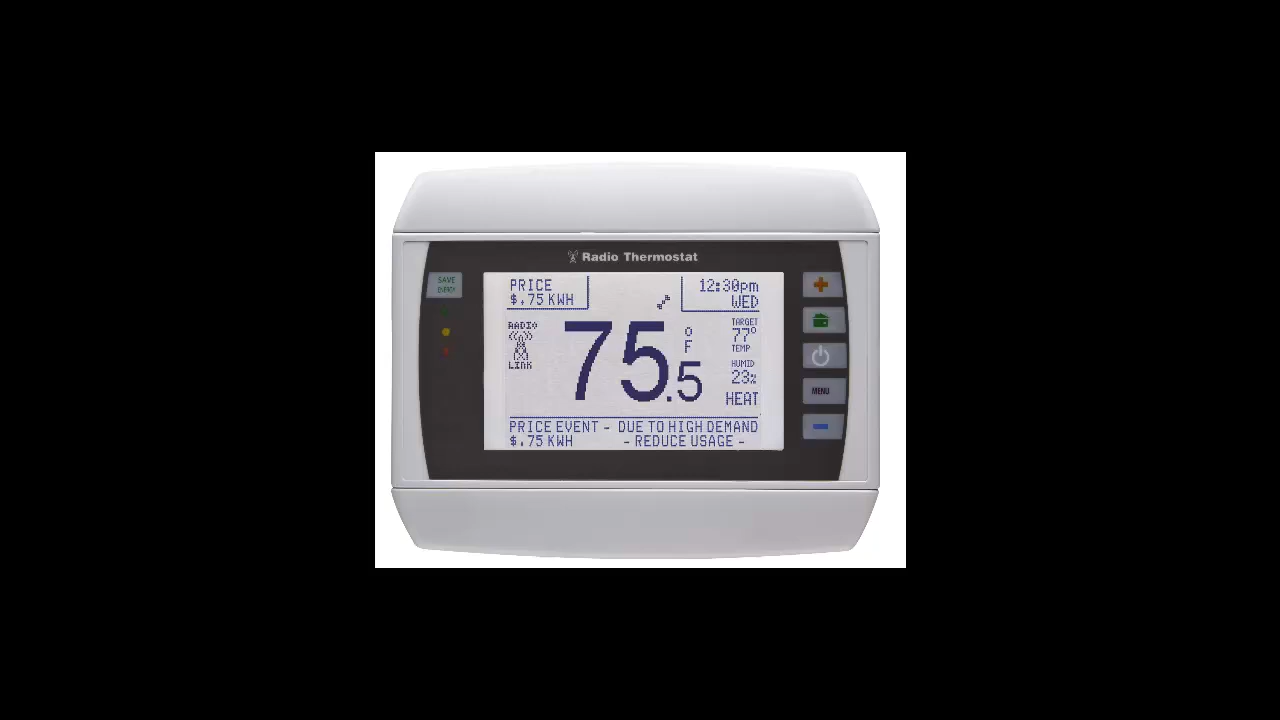 Radio Thermostat
SAVE
ENERGY
PRICE
$.75 KWH
12:30pm
WED
RADIO
LINK
75.5
°
F
TARGET
77°
TEMP
HUMID
23%
HEAT
MENU
PRICE EVENT - DUE TO HIGH DEMAND
$.75 KWH - REDUCE USAGE -